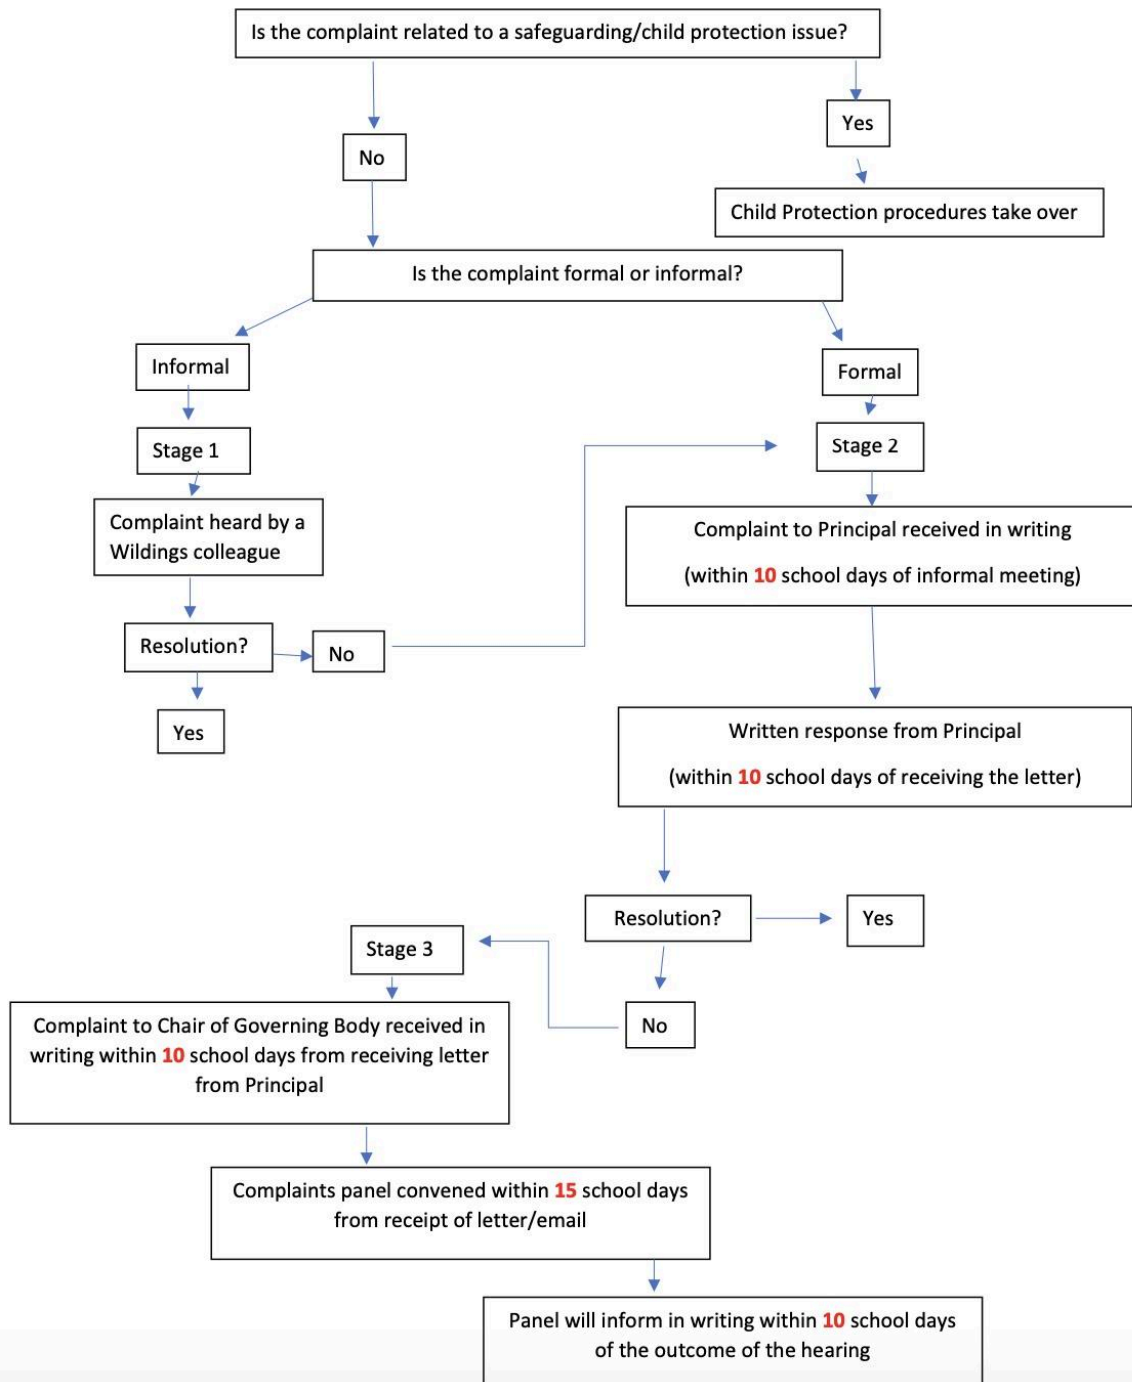 Is the complaint related to a safeguarding/child protection issue?
Yes
No
Child Protection procedures take over
Is the complaint formal or informal?
Informal
Formal
Stage 1
Stage 2
Complaint heard by a
Wildings colleague
Complaint to Principal received in writing
(within 10 school days of informal meeting)
Resolution?
No
Yes
Written response from Principal
(within 10 school days of receiving the letter)
Resolution?
Yes
No
Stage 3
Complaint to Chair of Governing Body received in
writing within 10 school days from receiving letter
from Principal
Complaints panel convened within 15 school days
from receipt of letter/email
Panel will inform in writing within 10 school days
of the outcome of the hearing